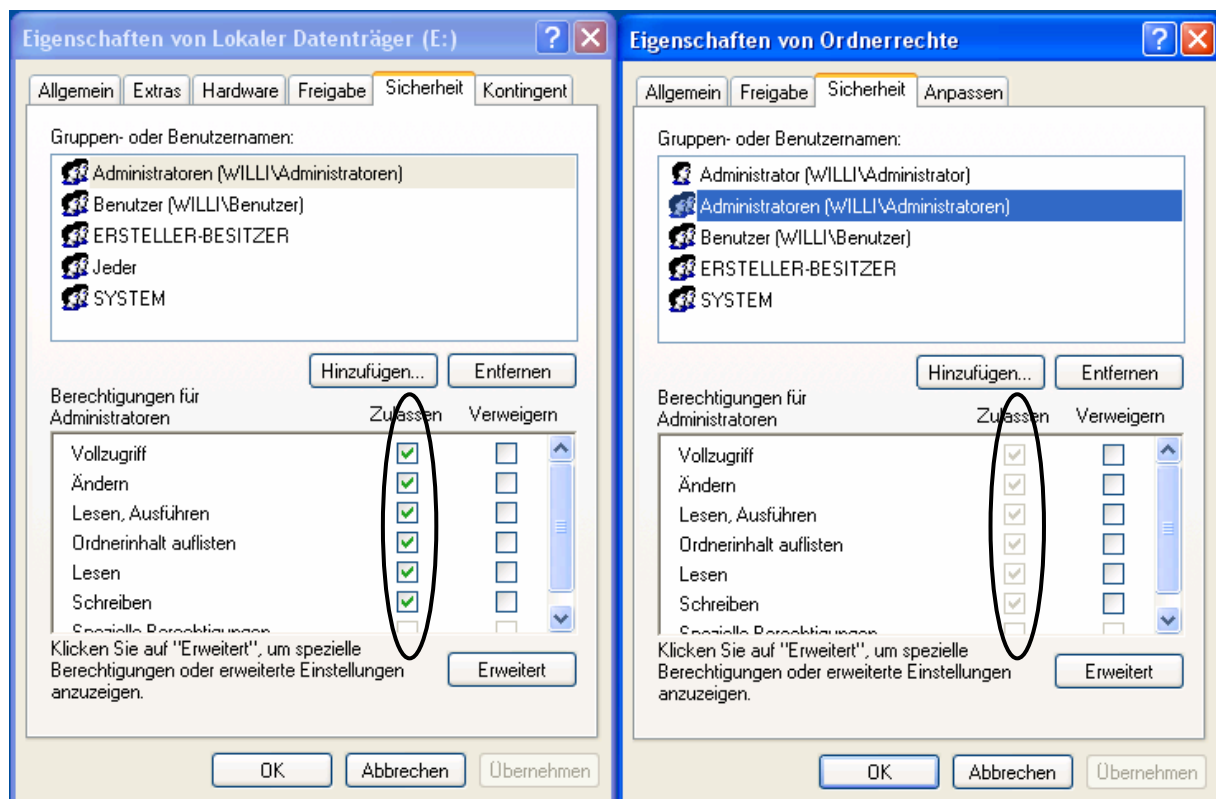 Eigenschaften von Lokaler Datenträger (E:)
Allgemein Extras Hardware Freigabe Sicherheit Kontingent
Gruppen- oder Benutzernamen:
Administratoren (WILLI\Administratoren)
Benutzer (WILLI\Benutzer)
ERSTELLER-BESITZER
Jeder
SYSTEM
Hinzufügen... Entfernen
Berechtigungen für
Administratoren Zulassen Verweigern
Vollzugriff
Ändern
Lesen, Ausführen
Ordnerinhalt auflisten
Lesen
Schreiben
Spezielle Berechtigungen
Klicken Sie auf "Erweitert", um spezielle
Berechtigungen oder erweiterte Einstellungen
anzuzeigen.
Erweitert
OK Abbrechen Übernehmen
Eigenschaften von Ordnerrechte
Allgemein Freigabe Sicherheit Anpassen
Gruppen- oder Benutzernamen:
Administrator (WILLI\Administrator)
Administratoren (WILLI\Administratoren)
Benutzer (WILLI\Benutzer)
ERSTELLER-BESITZER
SYSTEM
Hinzufügen... Entfernen
Berechtigungen für
Administratoren Zulassen Verweigern
Vollzugriff
Ändern
Lesen, Ausführen
Ordnerinhalt auflisten
Lesen
Schreiben
Spezielle Berechtigungen
Klicken Sie auf "Erweitert", um spezielle
Berechtigungen oder erweiterte Einstellungen
anzuzeigen.
Erweitert
OK Abbrechen Übernehmen